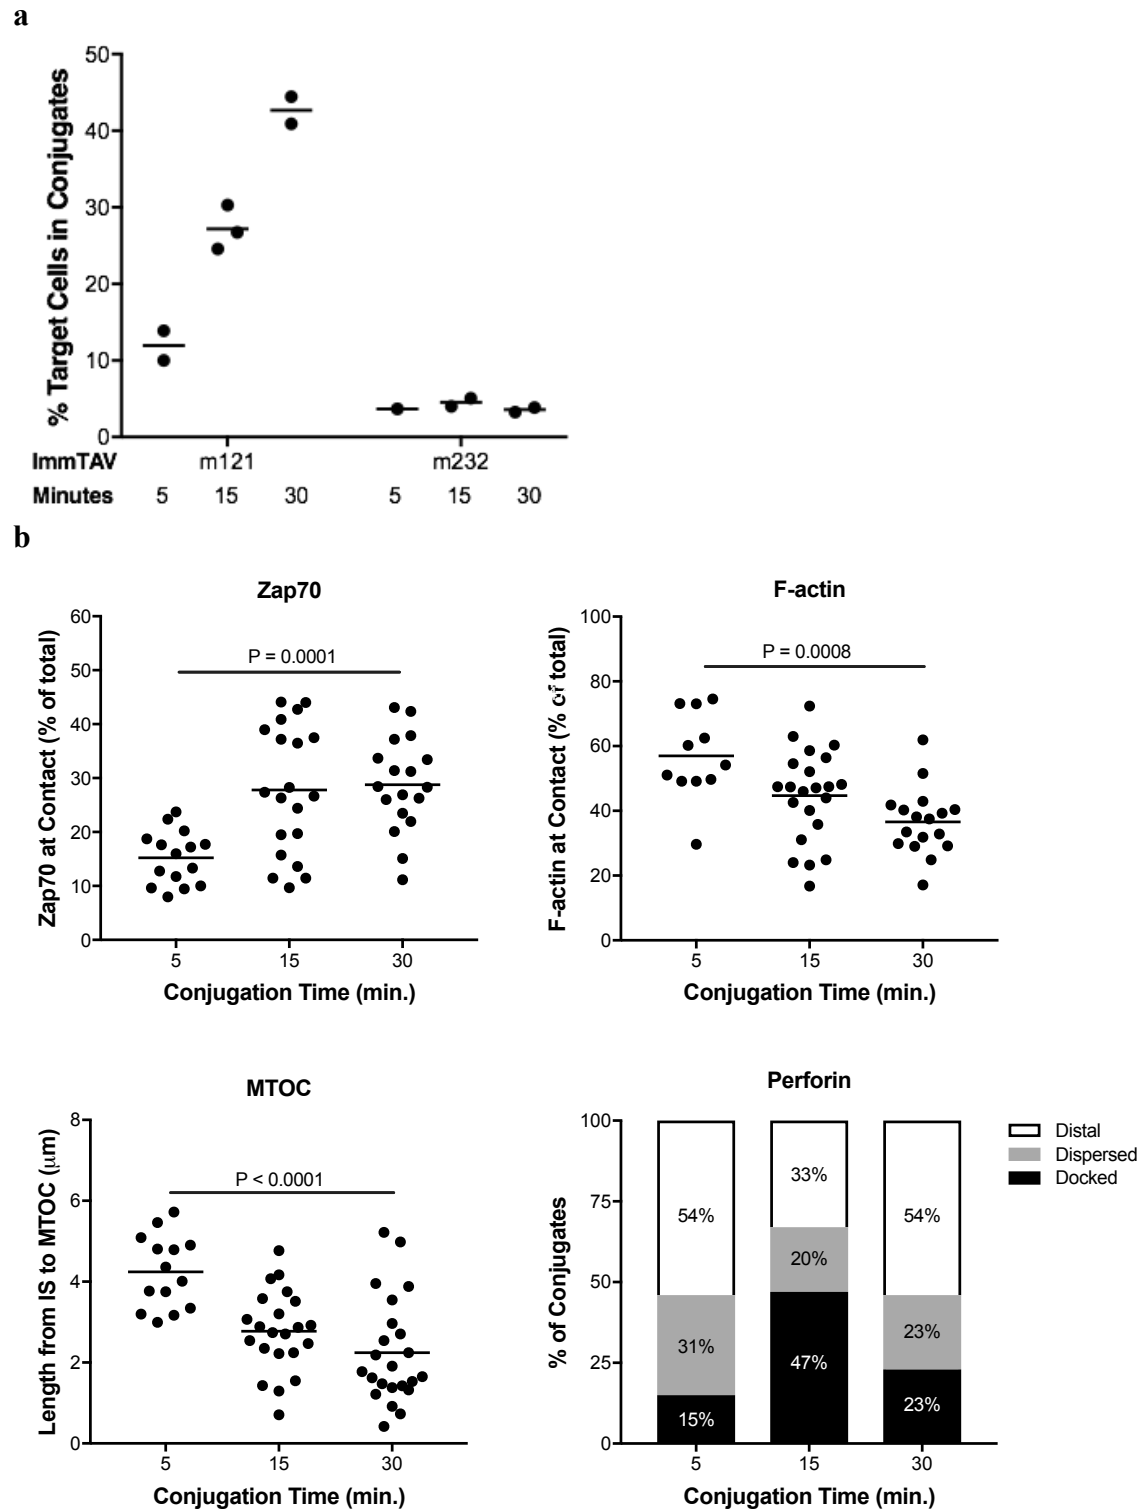 a
% Target Cells in Conjugates
50
40
30
20
10
0
ImmTAV m121 m232
Minutes 5 15 30 5 15 30
b
Zap70
Zap70 at Contact (% of total)
60
50
40
30
20
10
0
P = 0.0001
5 15 30
Conjugation Time (min.)
F-actin
F-actin at Contact (% of total)
100
80
60
40
20
0
P = 0.0008
5 15 30
Conjugation Time (min.)
MTOC
Length from IS to MTOC (μm)
8
6
4
2
0
P < 0.0001
5 15 30
Conjugation Time (min.)
Perforin
% of Conjugates
100
75
50
25
0
54% 33% 54%
31% 20% 23%
15% 47% 23%
5 15 30
Conjugation Time (min.)
Distal
Dispersed
Docked